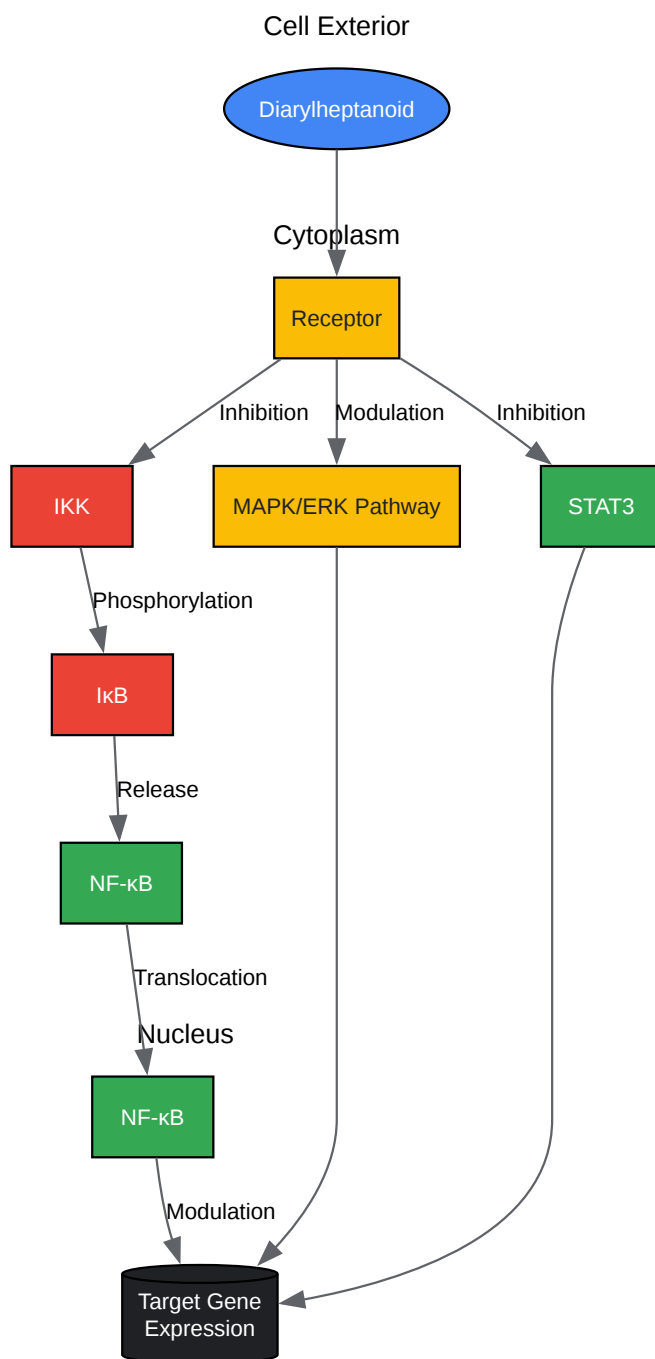 Cell Exterior
Diarylheptanoid
Cytoplasm
Receptor
Inhibition
Modulation
Inhibition
IKK
MAPK/ERK Pathway
STAT3
Phosphorylation
IκB
Release
NF-κB
Translocation
Nucleus
NF-κB
Modulation
Target Gene
Expression